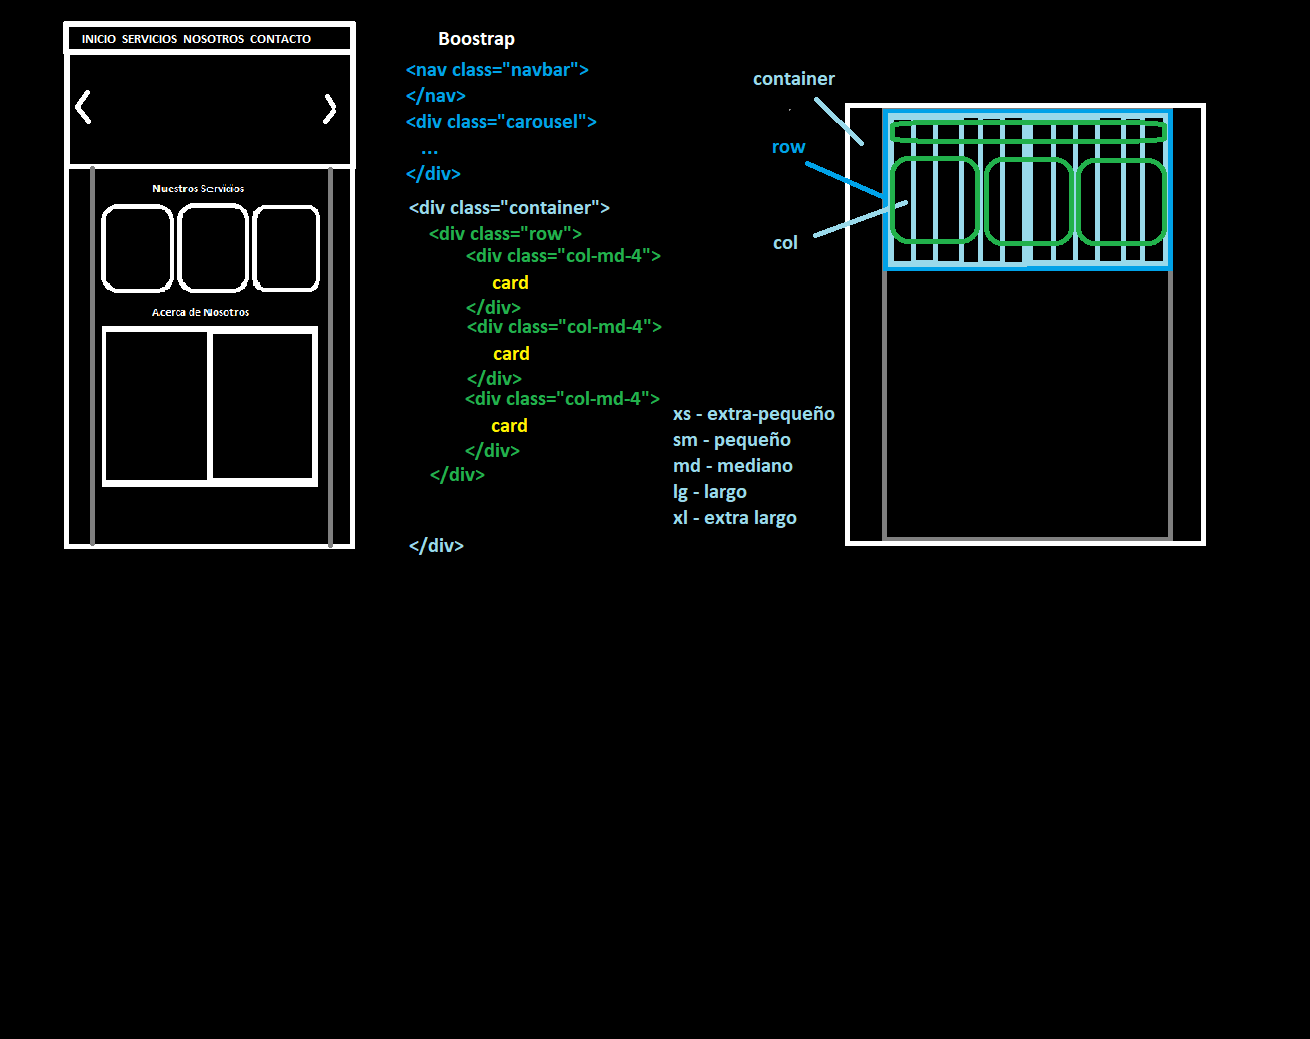 INICIO SERVICIOS NOSOTROS CONTACTO
Nuestros Servicios
Acerca de Nosotros
Boostrap
<nav class="navbar">
</nav>
<div class="carousel">
...
</div>
<div class="container">
<div class="row">
<div class="col-md-4">
card
</div>
<div class="col-md-4">
card
</div>
<div class="col-md-4">
card
</div>
</div>
</div>
xs - extra-pequeño
sm - pequeño
md - mediano
lg - largo
xl - extra largo
container
row
col